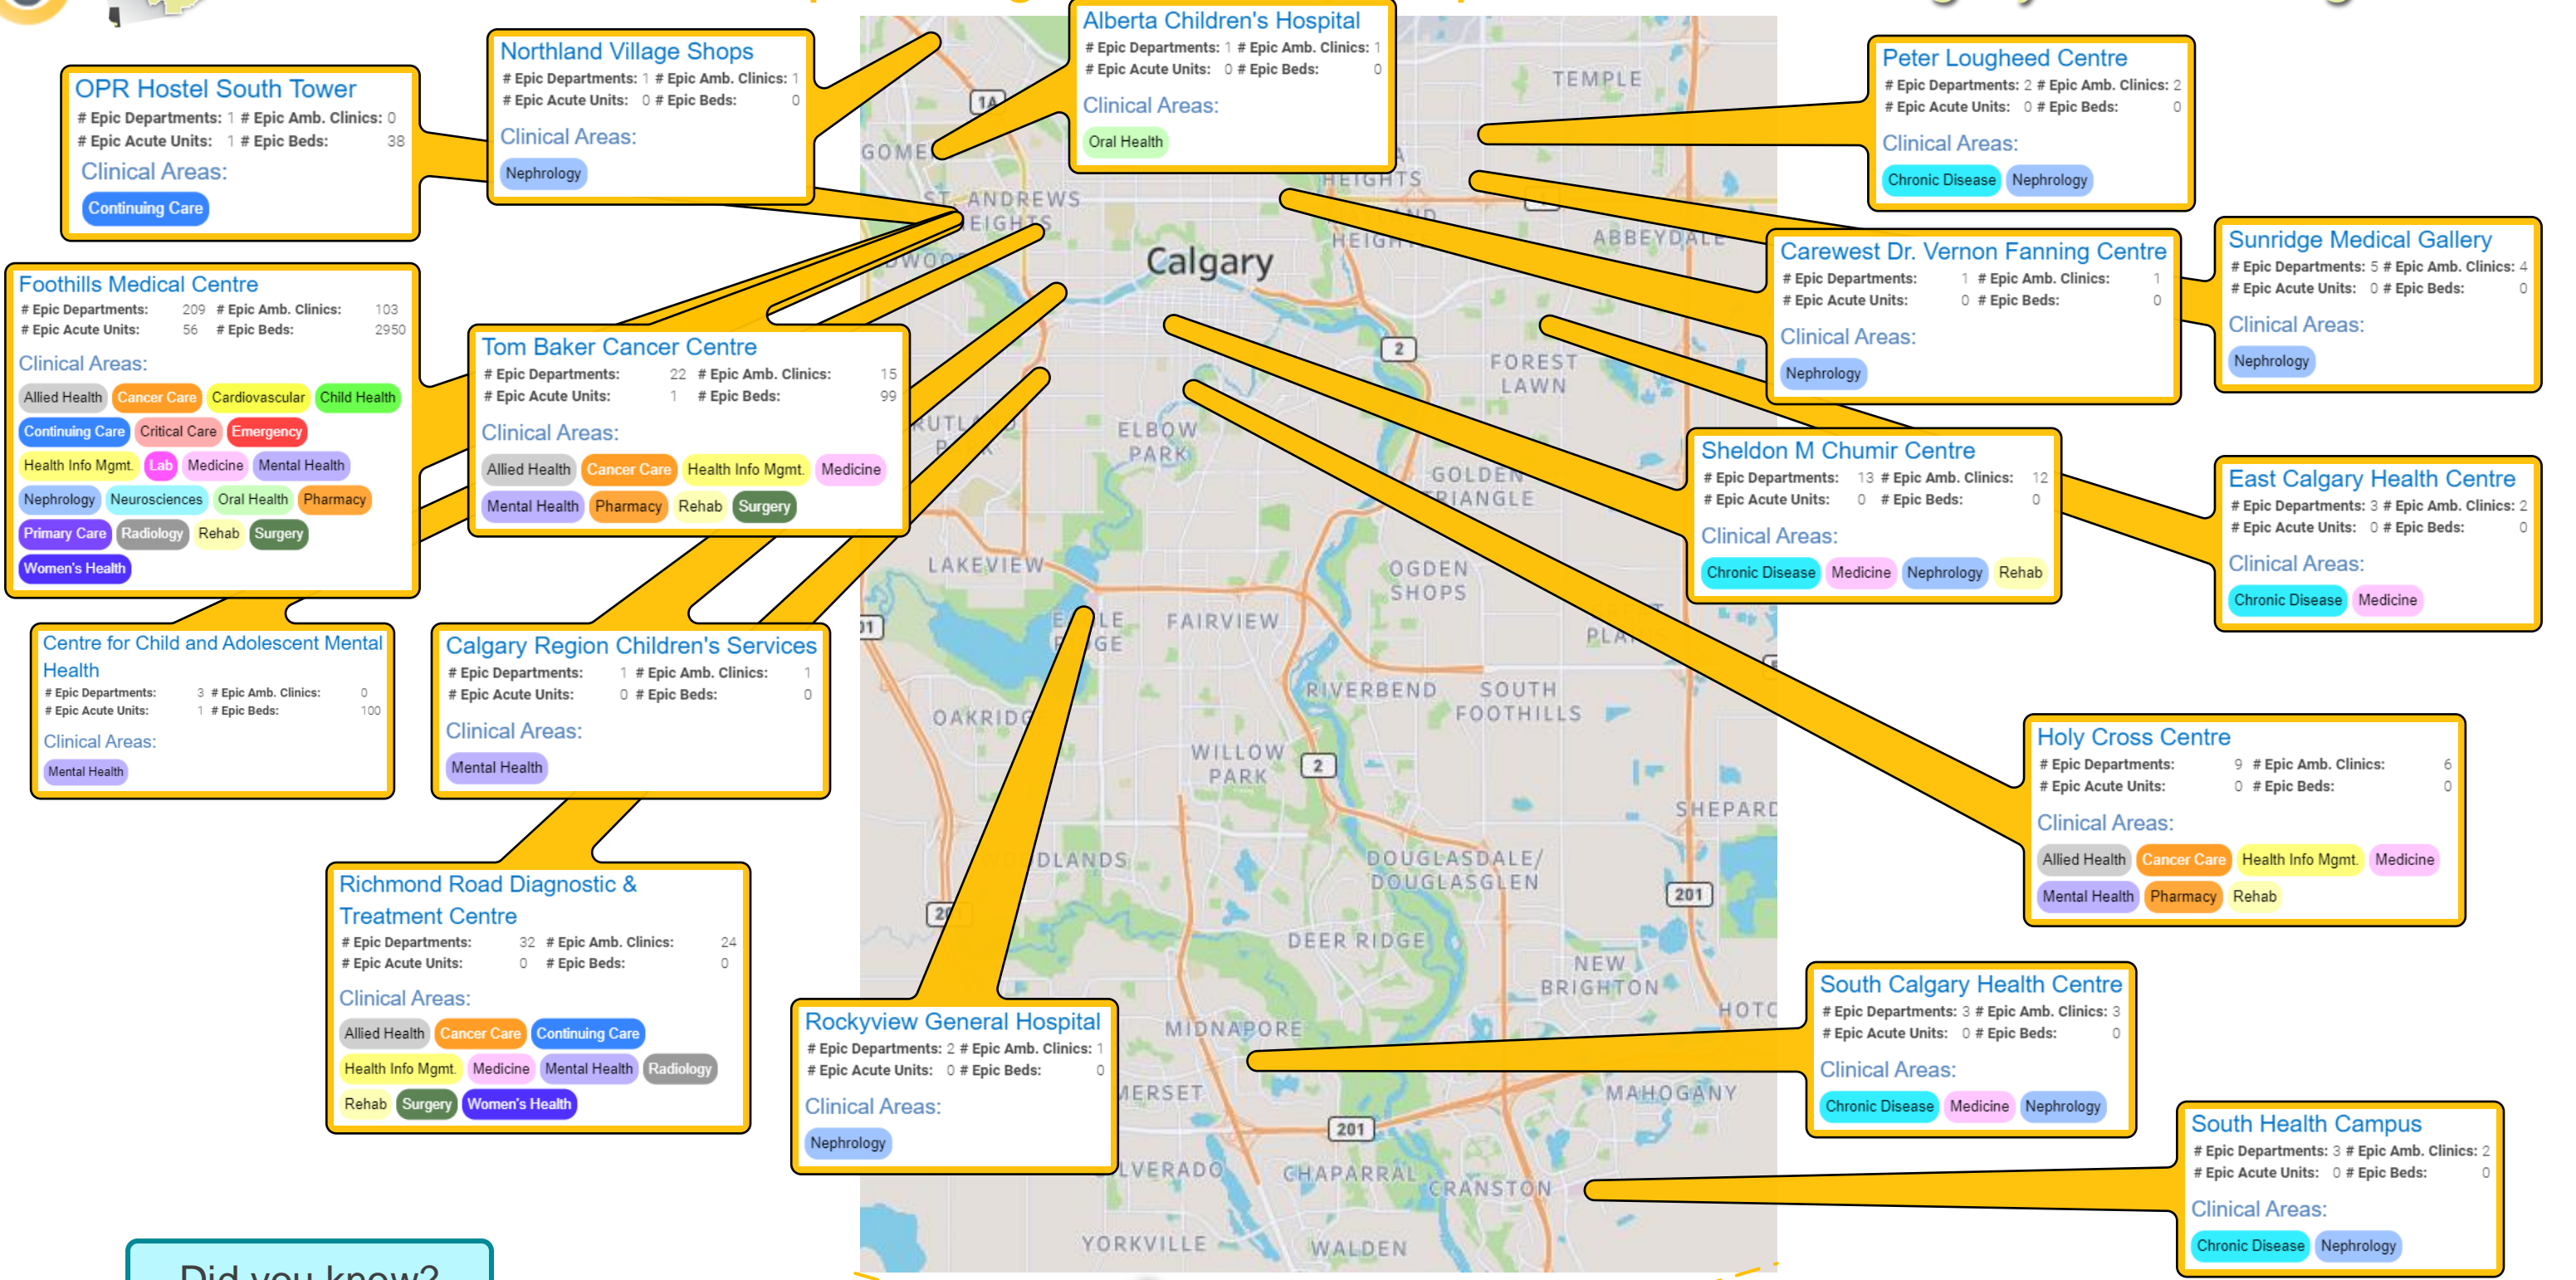 Alberta Children's Hospital
# Epic Departments: 1 # Epic Amb. Clinics: 1
# Epic Acute Units: 0 # Epic Beds: 0
Clinical Areas:
Oral Health
Northland Village Shops
# Epic Departments: 1 # Epic Amb. Clinics: 1
# Epic Acute Units: 0 # Epic Beds: 0
Clinical Areas:
Nephrology
OPR Hostel South Tower
# Epic Departments: 1 # Epic Amb. Clinics: 0
# Epic Acute Units: 1 # Epic Beds: 38
Clinical Areas:
Continuing Care
Peter Lougheed Centre
# Epic Departments: 2 # Epic Amb. Clinics: 2
# Epic Acute Units: 0 # Epic Beds: 0
Clinical Areas:
Chronic Disease Nephrology
Foothills Medical Centre
# Epic Departments: 209 # Epic Amb. Clinics: 103
# Epic Acute Units: 56 # Epic Beds: 2950
Clinical Areas:
Allied Health Cancer Care Cardiovascular Child Health
Continuing Care Critical Care Emergency
Health Info Mgmt. Lab Medicine Mental Health
Nephrology Neurosciences Oral Health Pharmacy
Primary Care Radiology Rehab Surgery
Women's Health
Tom Baker Cancer Centre
# Epic Departments: 22 # Epic Amb. Clinics: 15
# Epic Acute Units: 1 # Epic Beds: 99
Clinical Areas:
Allied Health Cancer Care Health Info Mgmt. Medicine
Mental Health Pharmacy Rehab Surgery
Carewest Dr. Vernon Fanning Centre
# Epic Departments: 1 # Epic Amb. Clinics: 1
# Epic Acute Units: 0 # Epic Beds: 0
Clinical Areas:
Nephrology
Sunridge Medical Gallery
# Epic Departments: 5 # Epic Amb. Clinics: 4
# Epic Acute Units: 0 # Epic Beds: 0
Clinical Areas:
Nephrology
Sheldon M Chumir Centre
# Epic Departments: 13 # Epic Amb. Clinics: 12
# Epic Acute Units: 0 # Epic Beds: 0
Clinical Areas:
Chronic Disease Medicine Nephrology Rehab
East Calgary Health Centre
# Epic Departments: 3 # Epic Amb. Clinics: 2
# Epic Acute Units: 0 # Epic Beds: 0
Clinical Areas:
Chronic Disease Medicine
Centre for Child and Adolescent Mental
Health
# Epic Departments: 3 # Epic Amb. Clinics: 0
# Epic Acute Units: 1 # Epic Beds: 100
Clinical Areas:
Mental Health
Calgary Region Children's Services
# Epic Departments: 1 # Epic Amb. Clinics: 1
# Epic Acute Units: 0 # Epic Beds: 0
Clinical Areas:
Mental Health
Richmond Road Diagnostic &
Treatment Centre
# Epic Departments: 32 # Epic Amb. Clinics: 24
# Epic Acute Units: 0 # Epic Beds: 0
Clinical Areas:
Allied Health Cancer Care Continuing Care
Health Info Mgmt. Medicine Mental Health Radiology
Rehab Surgery Women's Health
Holy Cross Centre
# Epic Departments: 9 # Epic Amb. Clinics: 6
# Epic Acute Units: 0 # Epic Beds: 0
Clinical Areas:
Allied Health Cancer Care Health Info Mgmt. Medicine
Mental Health Pharmacy Rehab
Rockyview General Hospital
# Epic Departments: 2 # Epic Amb. Clinics: 1
# Epic Acute Units: 0 # Epic Beds: 0
Clinical Areas:
Nephrology
South Calgary Health Centre
# Epic Departments: 3 # Epic Amb. Clinics: 3
# Epic Acute Units: 0 # Epic Beds: 0
Clinical Areas:
Chronic Disease Medicine Nephrology
South Health Campus
# Epic Departments: 3 # Epic Amb. Clinics: 2
# Epic Acute Units: 0 # Epic Beds: 0
Clinical Areas:
Chronic Disease Nephrology
TEMPLE
1A
HEIGHTS
ST. ANDREWS
ABBEYDALE
Calgary
2
FOREST
LAWN
ELBOW
PARK
GOLDEN
LAKEVIEW
OGDEN
SHOPS
FAIRVIEW
RIVERBEND
SOUTH
FOOTHILLS
WILLOW
PARK
2
DOUGLASDALE/
DOUGLASGLEN
201
DEER RIDGE
NEW
BRIGHTON
MIDNAPORE
MAHOGANY
201
CHAPARRAL
CRANSTON
YORKVILLE
WALDEN
Did you know?